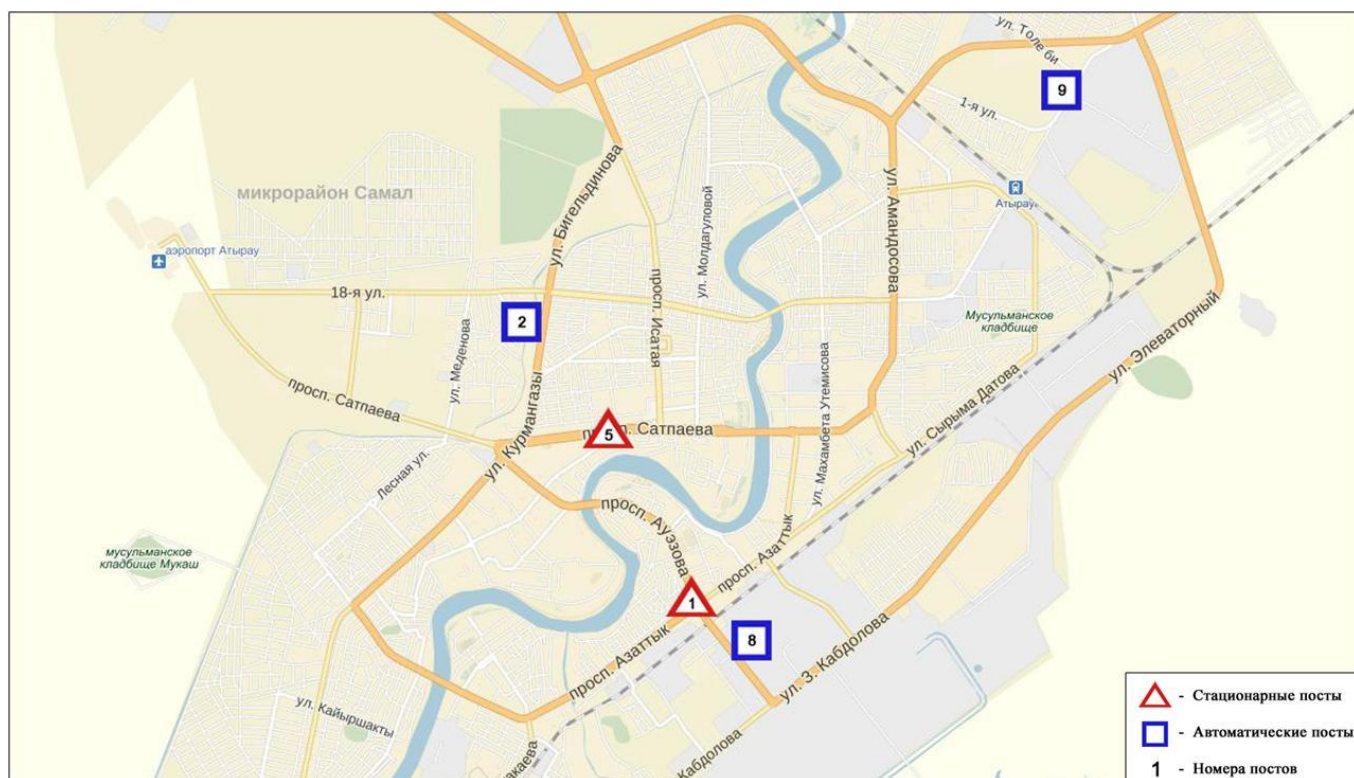 ул. Толе би
9
1-я ул.
ул. Бигельдинова
микрорайон Самал
ул. Молдагуловой
ул. Амандосова
Атырау
аэропорт Атырау
18-я ул.
просп. Исатая
2
Мусульманское
кладбище
ул. Элеваторный
ул. Меденова
просп. Сатпаева
ул. Курмангазы
ул. Махамбета Утемисова
ул. Сырыма Датова
5
Сатпаева
Лесная ул.
просп. Ауэзова
просп. Азаттык
мусульманское
кладбище Мукаш
1
8
просп. Азаттык
ул. З. Кабдолова
ул. Кайыршакты
Кабдолова
- Стационарные посты
- Автоматические посты
1 - Номера постов